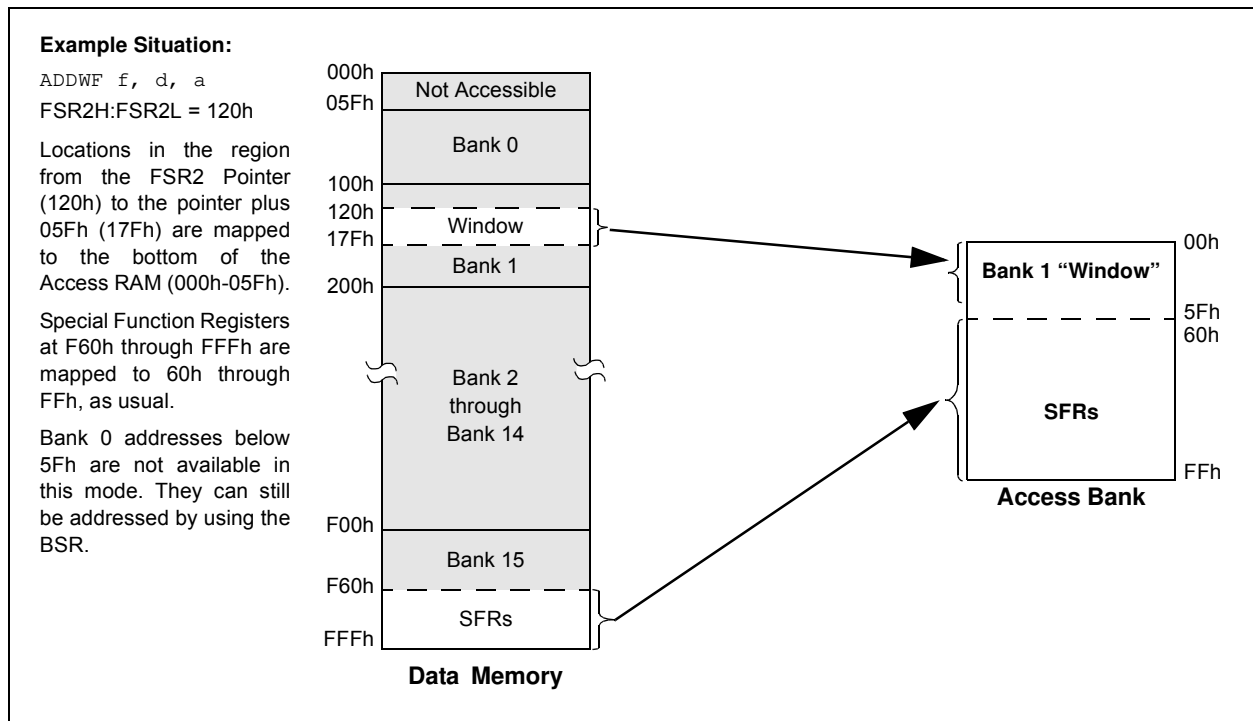 Example Situation:
ADDWF f, d, a
FSR2H:FSR2L = 120h
Locations in the region
from the FSR2 Pointer
(120h) to the pointer plus
05Fh (17Fh) are mapped
to the bottom of the
Access RAM (000h-05Fh).
Special Function Registers
at F60h through FFFh are
mapped to 60h through
FFh, as usual.
Bank 0 addresses below
5Fh are not available in
this mode. They can still
be addressed by using the
BSR.
000h
Not Accessible
05Fh
Bank 0
100h
120h
Window
17Fh
Bank 1
200h
Bank 2
through
Bank 14
F00h
Bank 15
F60h
SFRs
FFFh
Data Memory
00h
Bank 1 “Window”
5Fh
60h
SFRs
FFh
Access Bank